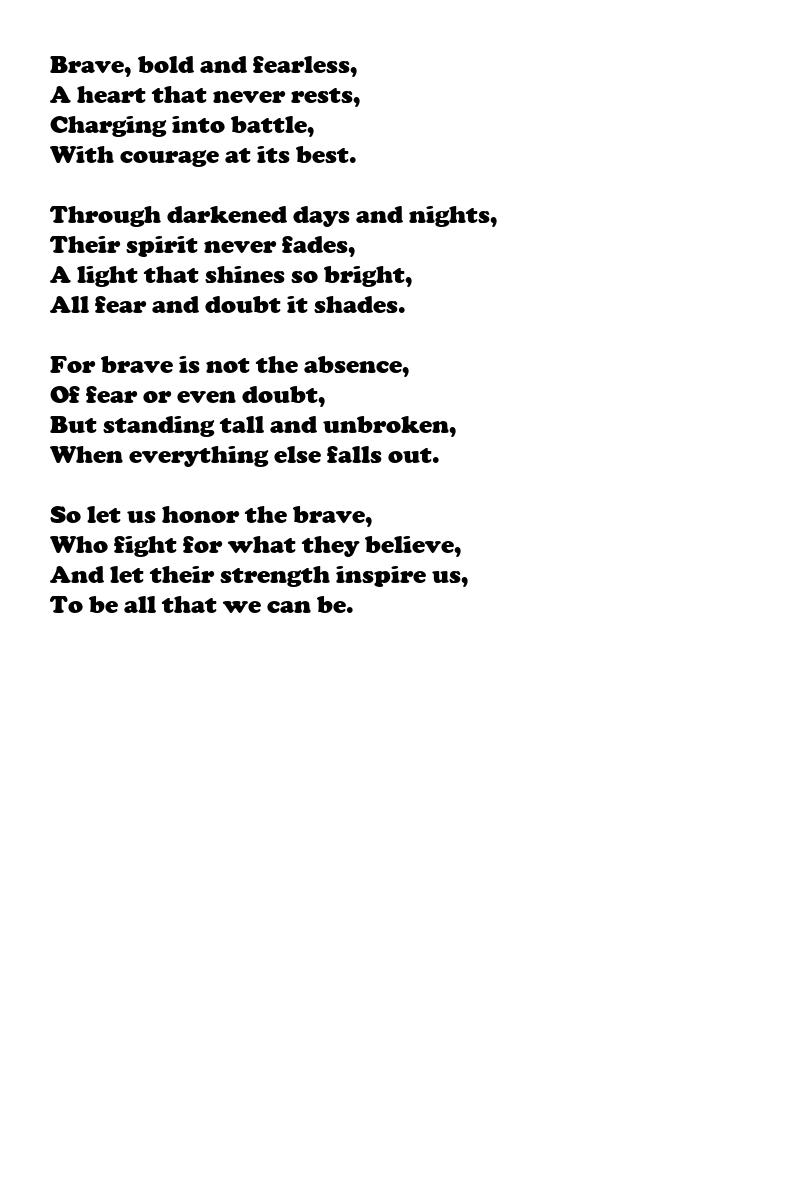 Brave, bold and fearless,
A heart that never rests,
Charging into battle,
With courage at its best.

Through darkened days and nights,
Their spirit never fades,
A light that shines so bright,
All fear and doubt it shades.

For brave is not the absence,
Of fear or even doubt,
But standing tall and unbroken,
When everything else falls out.

So let us honor the brave,
Who fight for what they believe,
And let their strength inspire us,
To be all that we can be.